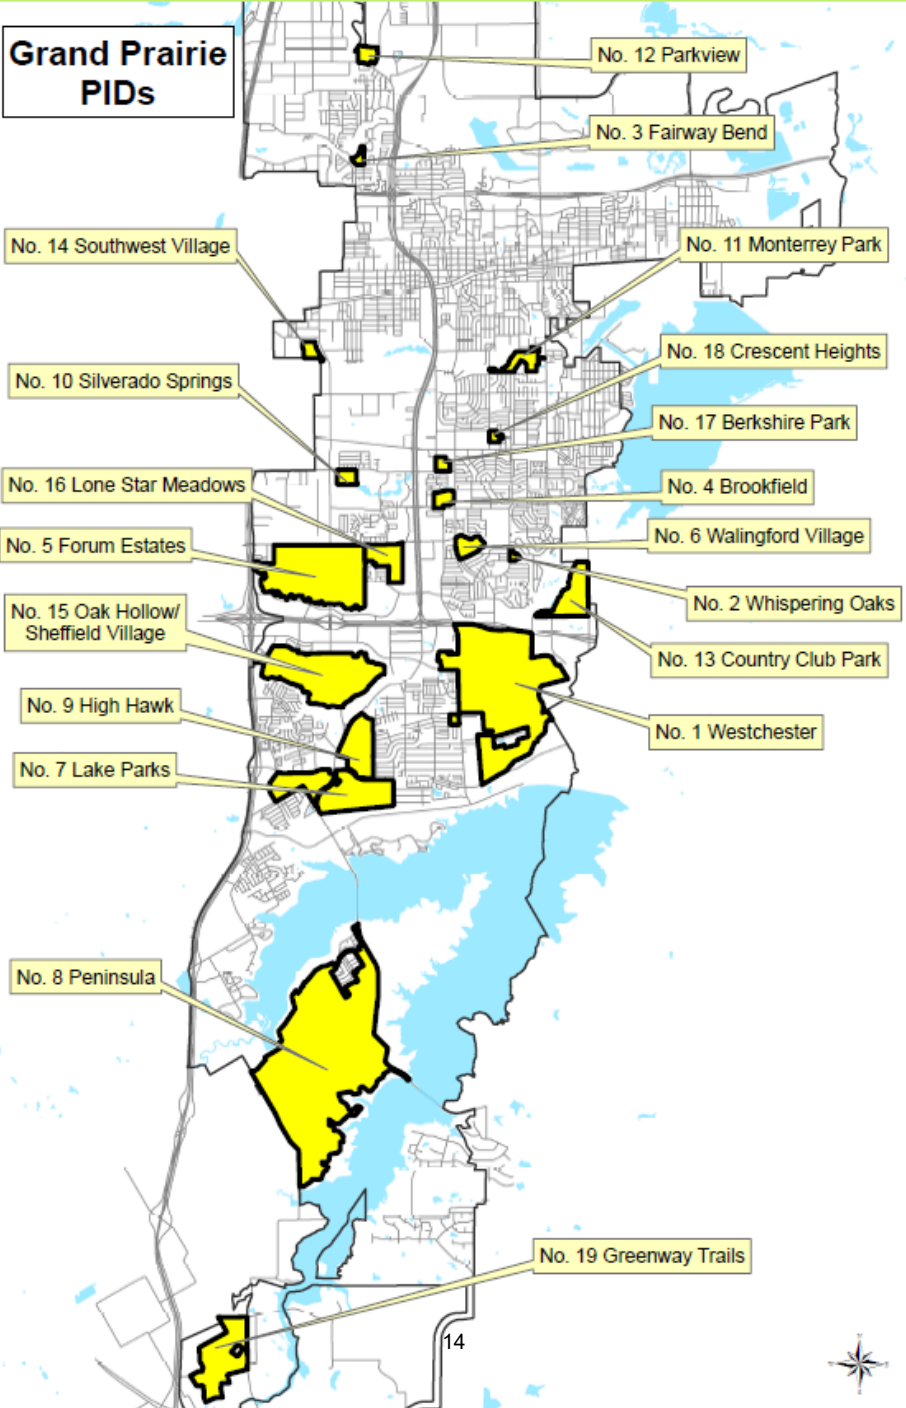 Grand Prairie
PIDs
No. 12 Parkview
No. 3 Fairway Bend
No. 14 Southwest Village
No. 11 Monterrey Park
No. 18 Crescent Heights
No. 10 Silverado Springs
No. 17 Berkshire Park
No. 16 Lone Star Meadows
No. 4 Brookfield
No. 5 Forum Estates
No. 6 Walingford Village
No. 15 Oak Hollow/
Sheffield Village
No. 2 Whispering Oaks
No. 13 Country Club Park
No. 9 High Hawk
No. 1 Westchester
No. 7 Lake Parks
No. 8 Peninsula
No. 19 Greenway Trails
14